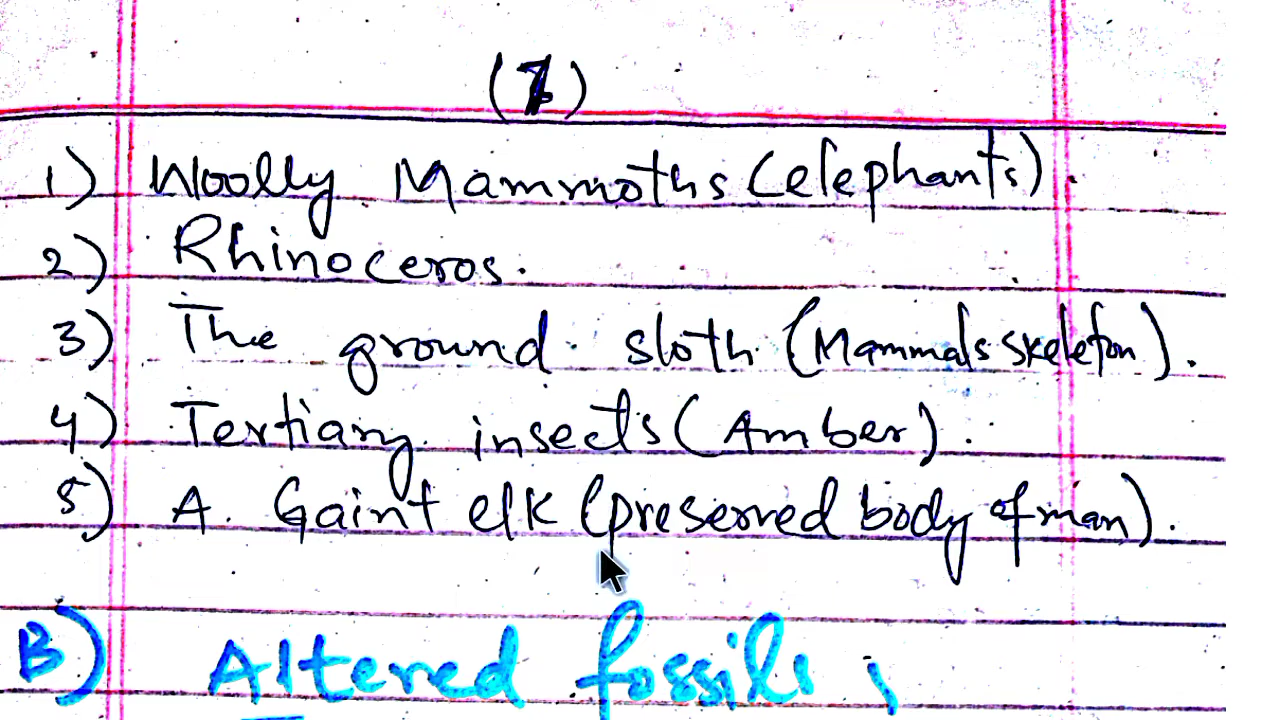 (7)
1) Woolly Mammoths (elephants).
2) Rhinoceros.
3) The ground sloth (Mammals skeleton).
4) Tertiary insects (Amber).
5) A Gaint elk (preserved body of man).
B) Altered fossils;